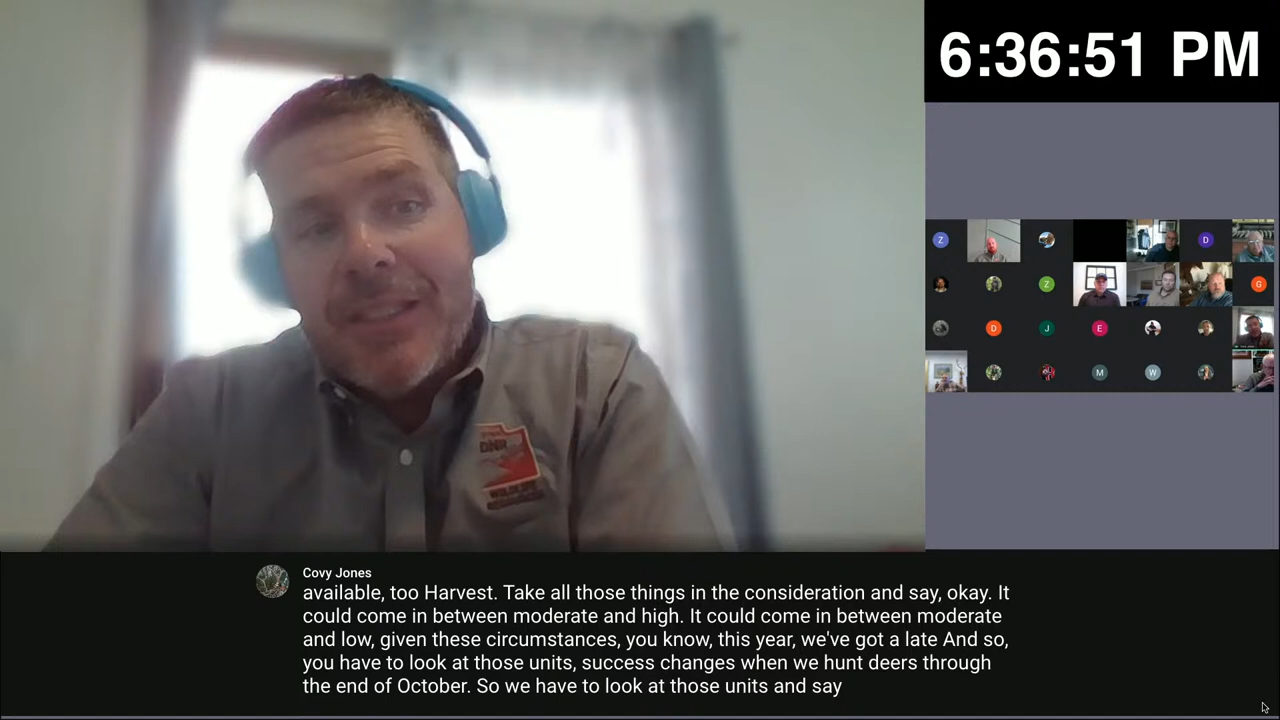 6:36:51 PM
Z
D
Z
G
D
J
E
M
W
DNR
WILDLIFE
Covy Jones
available, too Harvest. Take all those things in the consideration and say, okay. It
could come in between moderate and high. It could come in between moderate
and low, given these circumstances, you know, this year, we've got a late And so,
you have to look at those units, success changes when we hunt deers through
the end of October. So we have to look at those units and say